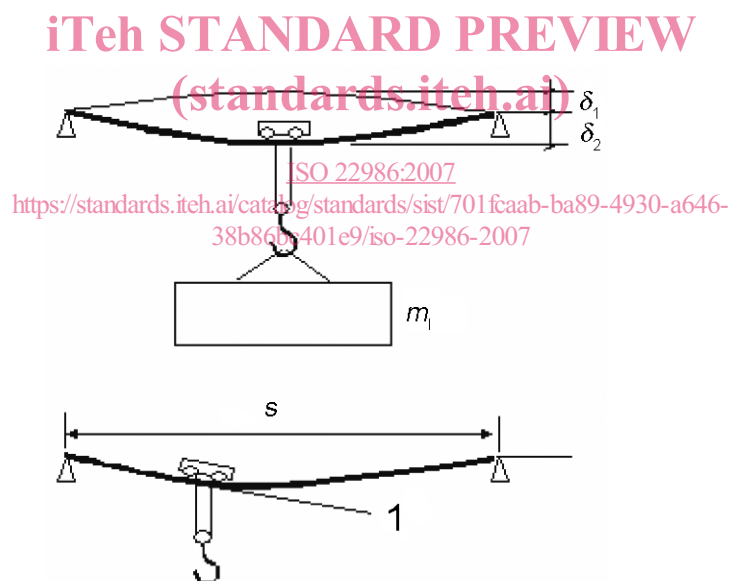 iTeh STANDARD PREVIEW
(standards.iteh.ai)
δ1
δ2
ISO 22986:2007
https://standards.iteh.ai/catalog/standards/sist/701fcaab-ba89-4930-a646-
38b86bc401e9/iso-22986-2007
ml
s
1